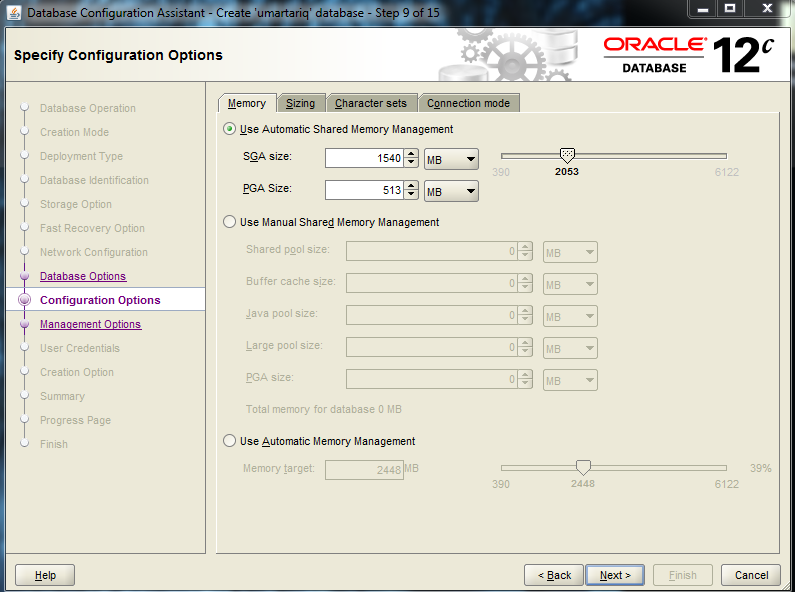 Database Configuration Assistant - Create 'umartariq' database - Step 9 of 15
Specify Configuration Options
ORACLE®
DATABASE 12c
Database Operation
Creation Mode
Deployment Type
Database Identification
Storage Option
Fast Recovery Option
Network Configuration
Database Options
Configuration Options
Management Options
User Credentials
Creation Option
Summary
Progress Page
Finish
Memory Sizing Character sets Connection mode
Use Automatic Shared Memory Management
SGA size: 1540 MB
390 2053 6122
PGA Size: 513 MB
Use Manual Shared Memory Management
Shared pool size: 0 MB
Buffer cache size: 0 MB
Java pool size: 0 MB
Large pool size: 0 MB
PGA size: 0 MB
Total memory for database 0 MB
Use Automatic Memory Management
Memory target: 2448 MB 39%
390 2448 6122
Help < Back Next > Finish Cancel